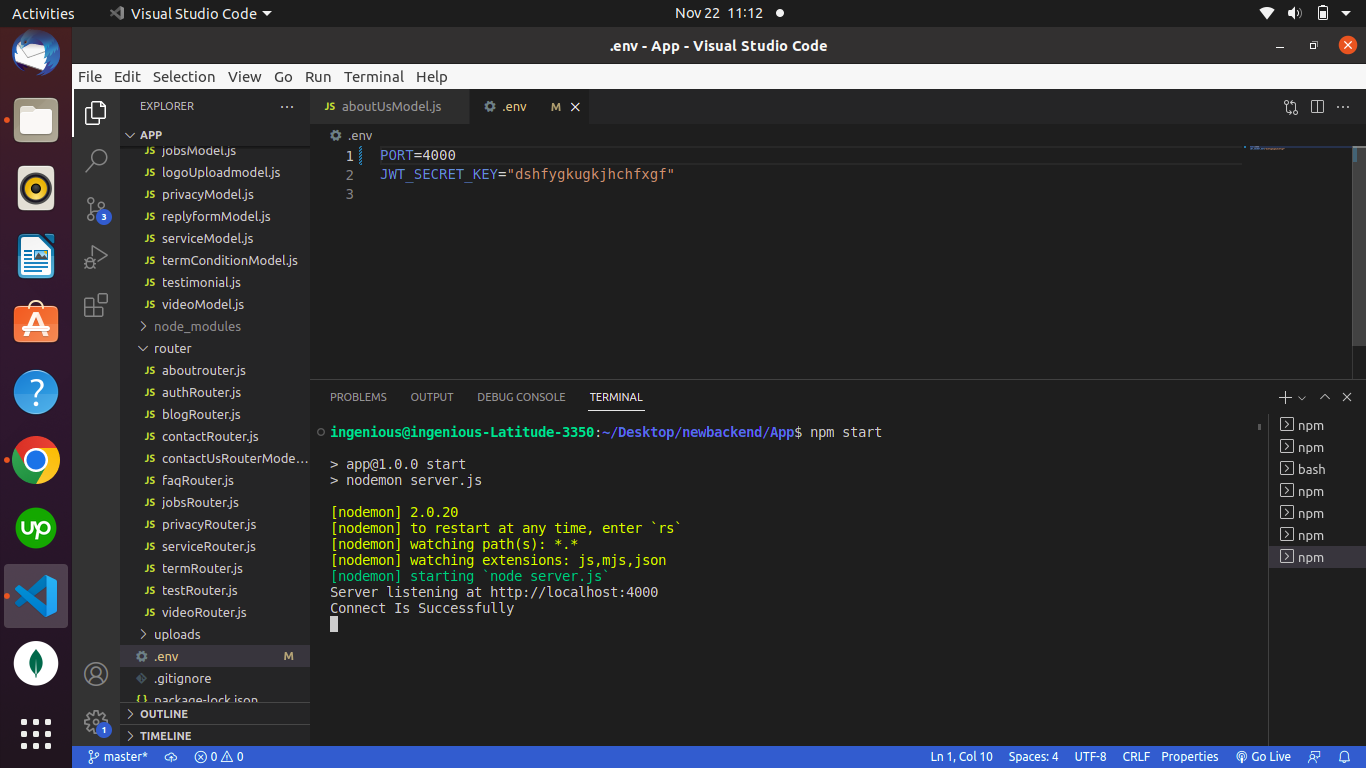 Activities
Visual Studio Code
Nov 22 11:12
.env - App - Visual Studio Code
File Edit Selection View Go Run Terminal Help
EXPLORER
APP
jobsModel.js
JS logoUploadmodel.js
JS privacyModel.js
JS replyformModel.js
JS serviceModel.js
JS termConditionModel.js
JS testimonial.js
JS videoModel.js
node_modules
router
JS aboutrouter.js
JS authRouter.js
JS blogRouter.js
JS contactRouter.js
JS contactUsRouterMode...
JS faqRouter.js
JS jobsRouter.js
JS privacyRouter.js
JS serviceRouter.js
JS termRouter.js
JS testRouter.js
JS videoRouter.js
uploads
.env M
.gitignore
{} package-lock.json
OUTLINE
TIMELINE
3
1
up
?
JS aboutUsModel.js
.env M
.env
1 PORT=4000
2 JWT_SECRET_KEY="dshfygkugkjhchfxgf"
3
PROBLEMS OUTPUT DEBUG CONSOLE TERMINAL
ingenious@ingenious-Latitude-3350:~/Desktop/newbackend/App$ npm start
> app@1.0.0 start
> nodemon server.js
[nodemon] 2.0.20
[nodemon] to restart at any time, enter `rs`
[nodemon] watching path(s): *.*
[nodemon] watching extensions: js,mjs,json
[nodemon] starting `node server.js`
Server listening at http://localhost:4000
Connect Is Successfully
npm
npm
bash
npm
npm
npm
npm
master* 0 0
Ln 1, Col 10 Spaces: 4 UTF-8 CRLF Properties Go Live